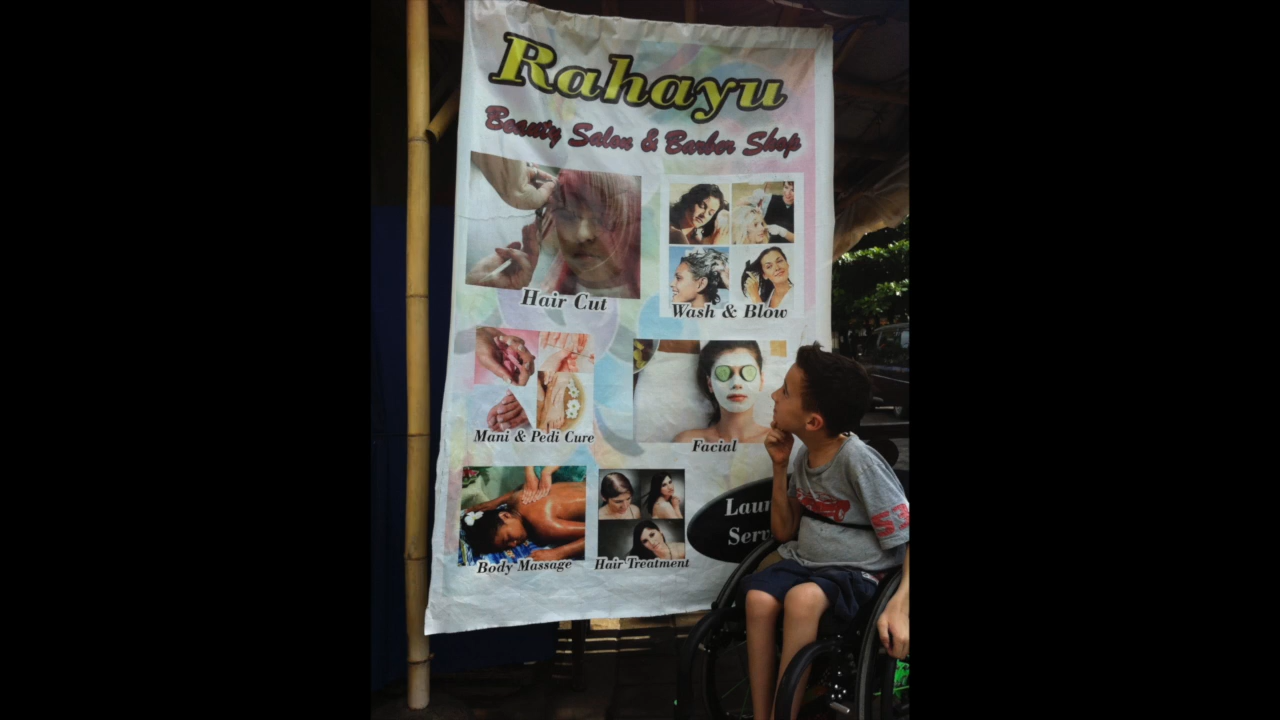 Rahayu
Beauty Salon & Barber Shop
Hair Cut
Wash & Blow
Mani & Pedi Cure
Facial
Body Massage
Hair Treatment